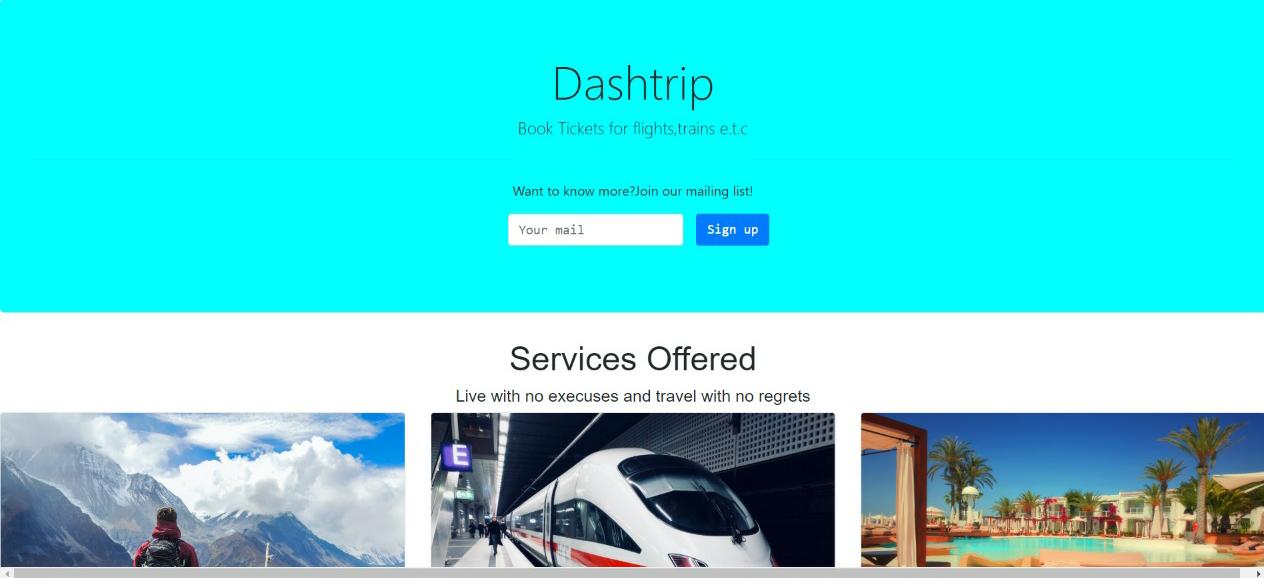 Dashtrip
Book Tickets for flights,trains e.t.c
Want to know more?Join our mailing list!
Your mail
Sign up
Services Offered
Live with no execuses and travel with no regrets
E